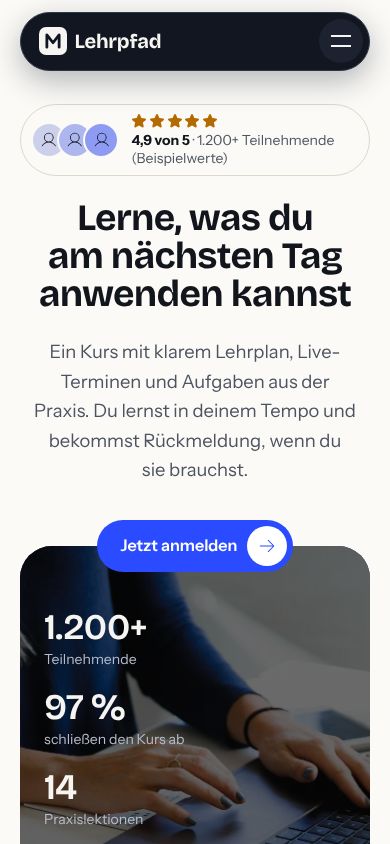 M Lehrpfad
4,9 von 5 · 1.200+ Teilnehmende
(Beispielwerte)
Lerne, was du
am nächsten Tag
anwenden kannst
Ein Kurs mit klarem Lehrplan, Live-
Terminen und Aufgaben aus der
Praxis. Du lernst in deinem Tempo und
bekommst Rückmeldung, wenn du
sie brauchst.
Jetzt anmelden
1.200+
Teilnehmende
97 %
schließen den Kurs ab
14
Praxislektionen